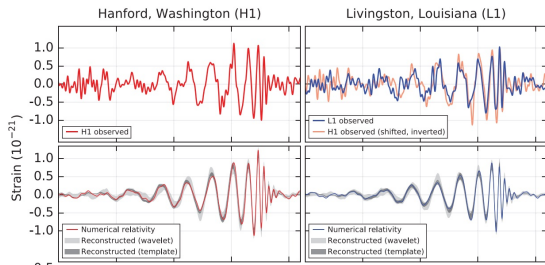 Hanford, Washington (H1)
Livingston, Louisiana (L1)
1.0
0.5
0.0
-0.5
-1.0
H1 observed
L1 observed
H1 observed (shifted, inverted)
Strain (10⁻²¹)
1.0
0.5
0.0
-0.5
-1.0
Numerical relativity
Reconstructed (wavelet)
Reconstructed (template)
Numerical relativity
Reconstructed (wavelet)
Reconstructed (template)